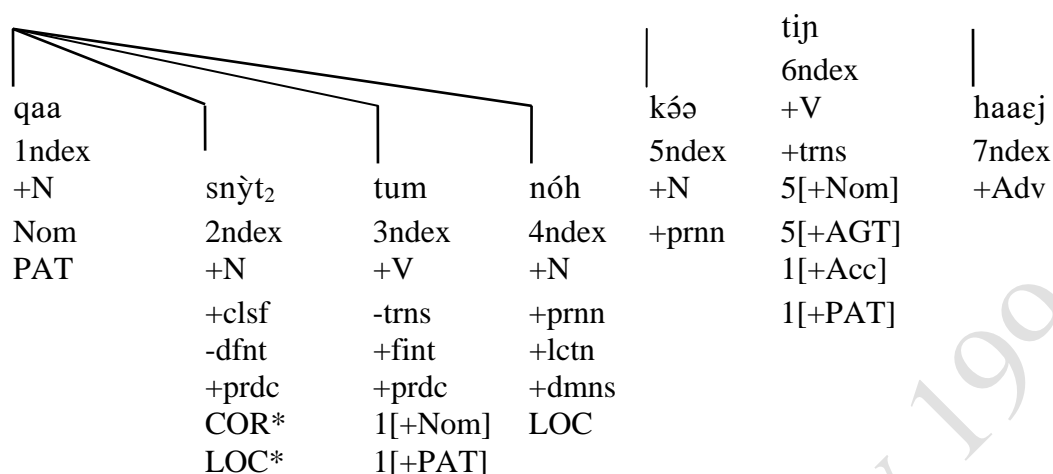 tiɲ
6ndex
qaa kə́ə +V haaɛj
1ndex 5ndex +trns 7ndex
+N snỳt₂ tum nóh +N 5[+Nom] +Adv
Nom 2ndex 3ndex 4ndex +prnn 5[+AGT]
PAT +N +V +N 1[+Acc]
+clsf -trns +prnn 1[+PAT]
-dfnt +fint +lctn
+prdc +prdc +dmns
COR* 1[+Nom] LOC
LOC* 1[+PAT]